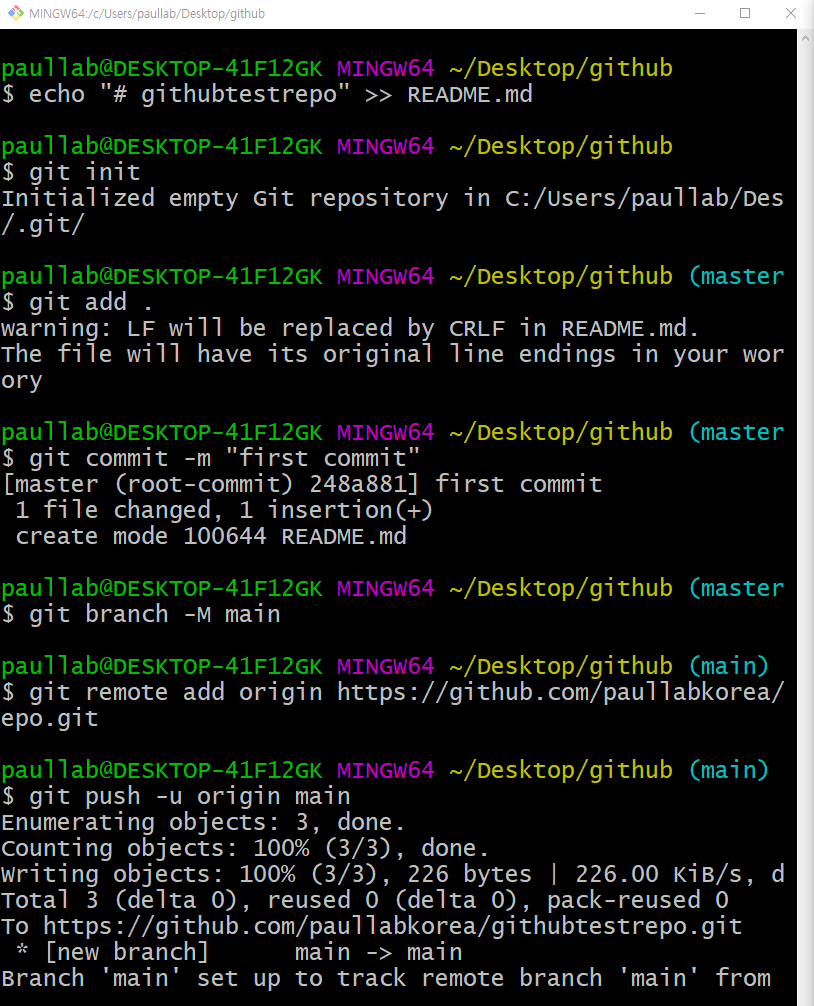 MINGW64:/c/Users/paullab/Desktop/github
paullab@DESKTOP-41F12GK MINGW64 ~/Desktop/github
$ echo "# githubtestrepo" >> README.md
paullab@DESKTOP-41F12GK MINGW64 ~/Desktop/github
$ git init
Initialized empty Git repository in C:/Users/paullab/Des
/.git/
paullab@DESKTOP-41F12GK MINGW64 ~/Desktop/github (master
$ git add .
warning: LF will be replaced by CRLF in README.md.
The file will have its original line endings in your wor
ory
paullab@DESKTOP-41F12GK MINGW64 ~/Desktop/github (master
$ git commit -m "first commit"
[master (root-commit) 248a881] first commit
 1 file changed, 1 insertion(+)
 create mode 100644 README.md
paullab@DESKTOP-41F12GK MINGW64 ~/Desktop/github (master
$ git branch -M main
paullab@DESKTOP-41F12GK MINGW64 ~/Desktop/github (main)
$ git remote add origin https://github.com/paullabkorea/
epo.git
paullab@DESKTOP-41F12GK MINGW64 ~/Desktop/github (main)
$ git push -u origin main
Enumerating objects: 3, done.
Counting objects: 100% (3/3), done.
Writing objects: 100% (3/3), 226 bytes | 226.00 KiB/s, d
Total 3 (delta 0), reused 0 (delta 0), pack-reused 0
To https://github.com/paullabkorea/githubtestrepo.git
 * [new branch]      main -> main
Branch 'main' set up to track remote branch 'main' from